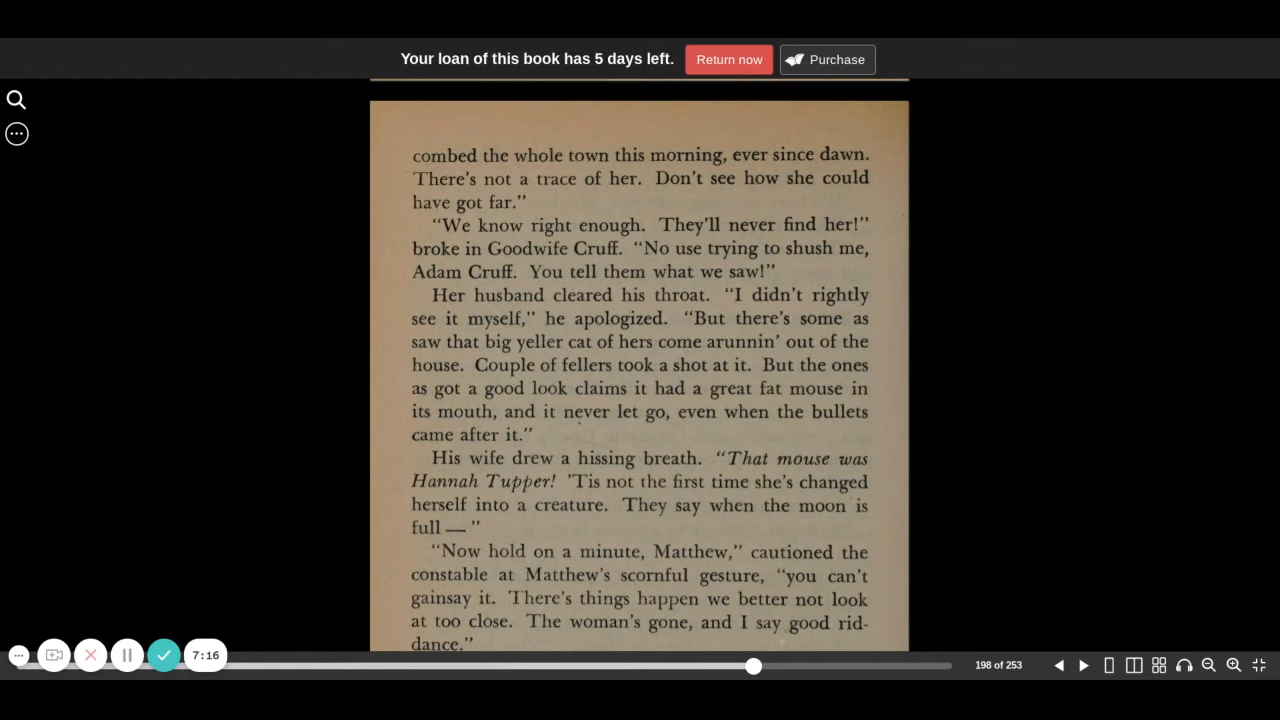 Your loan of this book has 5 days left. Return now Purchase
combed the whole town this morning, ever since dawn.
There's not a trace of her. Don't see how she could
have got far.”
“We know right enough. They'll never find her!”
broke in Goodwife Cruff. “No use trying to shush me,
Adam Cruff. You tell them what we saw!”
Her husband cleared his throat. “I didn't rightly
see it myself,” he apologized. “But there's some as
saw that big yeller cat of hers come arunnin' out of the
house. Couple of fellers took a shot at it. But the ones
as got a good look claims it had a great fat mouse in
its mouth, and it never let go, even when the bullets
came after it.”
His wife drew a hissing breath. “That mouse was
Hannah Tupper! 'Tis not the first time she's changed
herself into a creature. They say when the moon is
full — ”
“Now hold on a minute, Matthew,” cautioned the
constable at Matthew's scornful gesture, “you can't
gainsay it. There's things happen we better not look
at too close. The woman's gone, and I say good rid-
dance.”
7:16
198 of 253